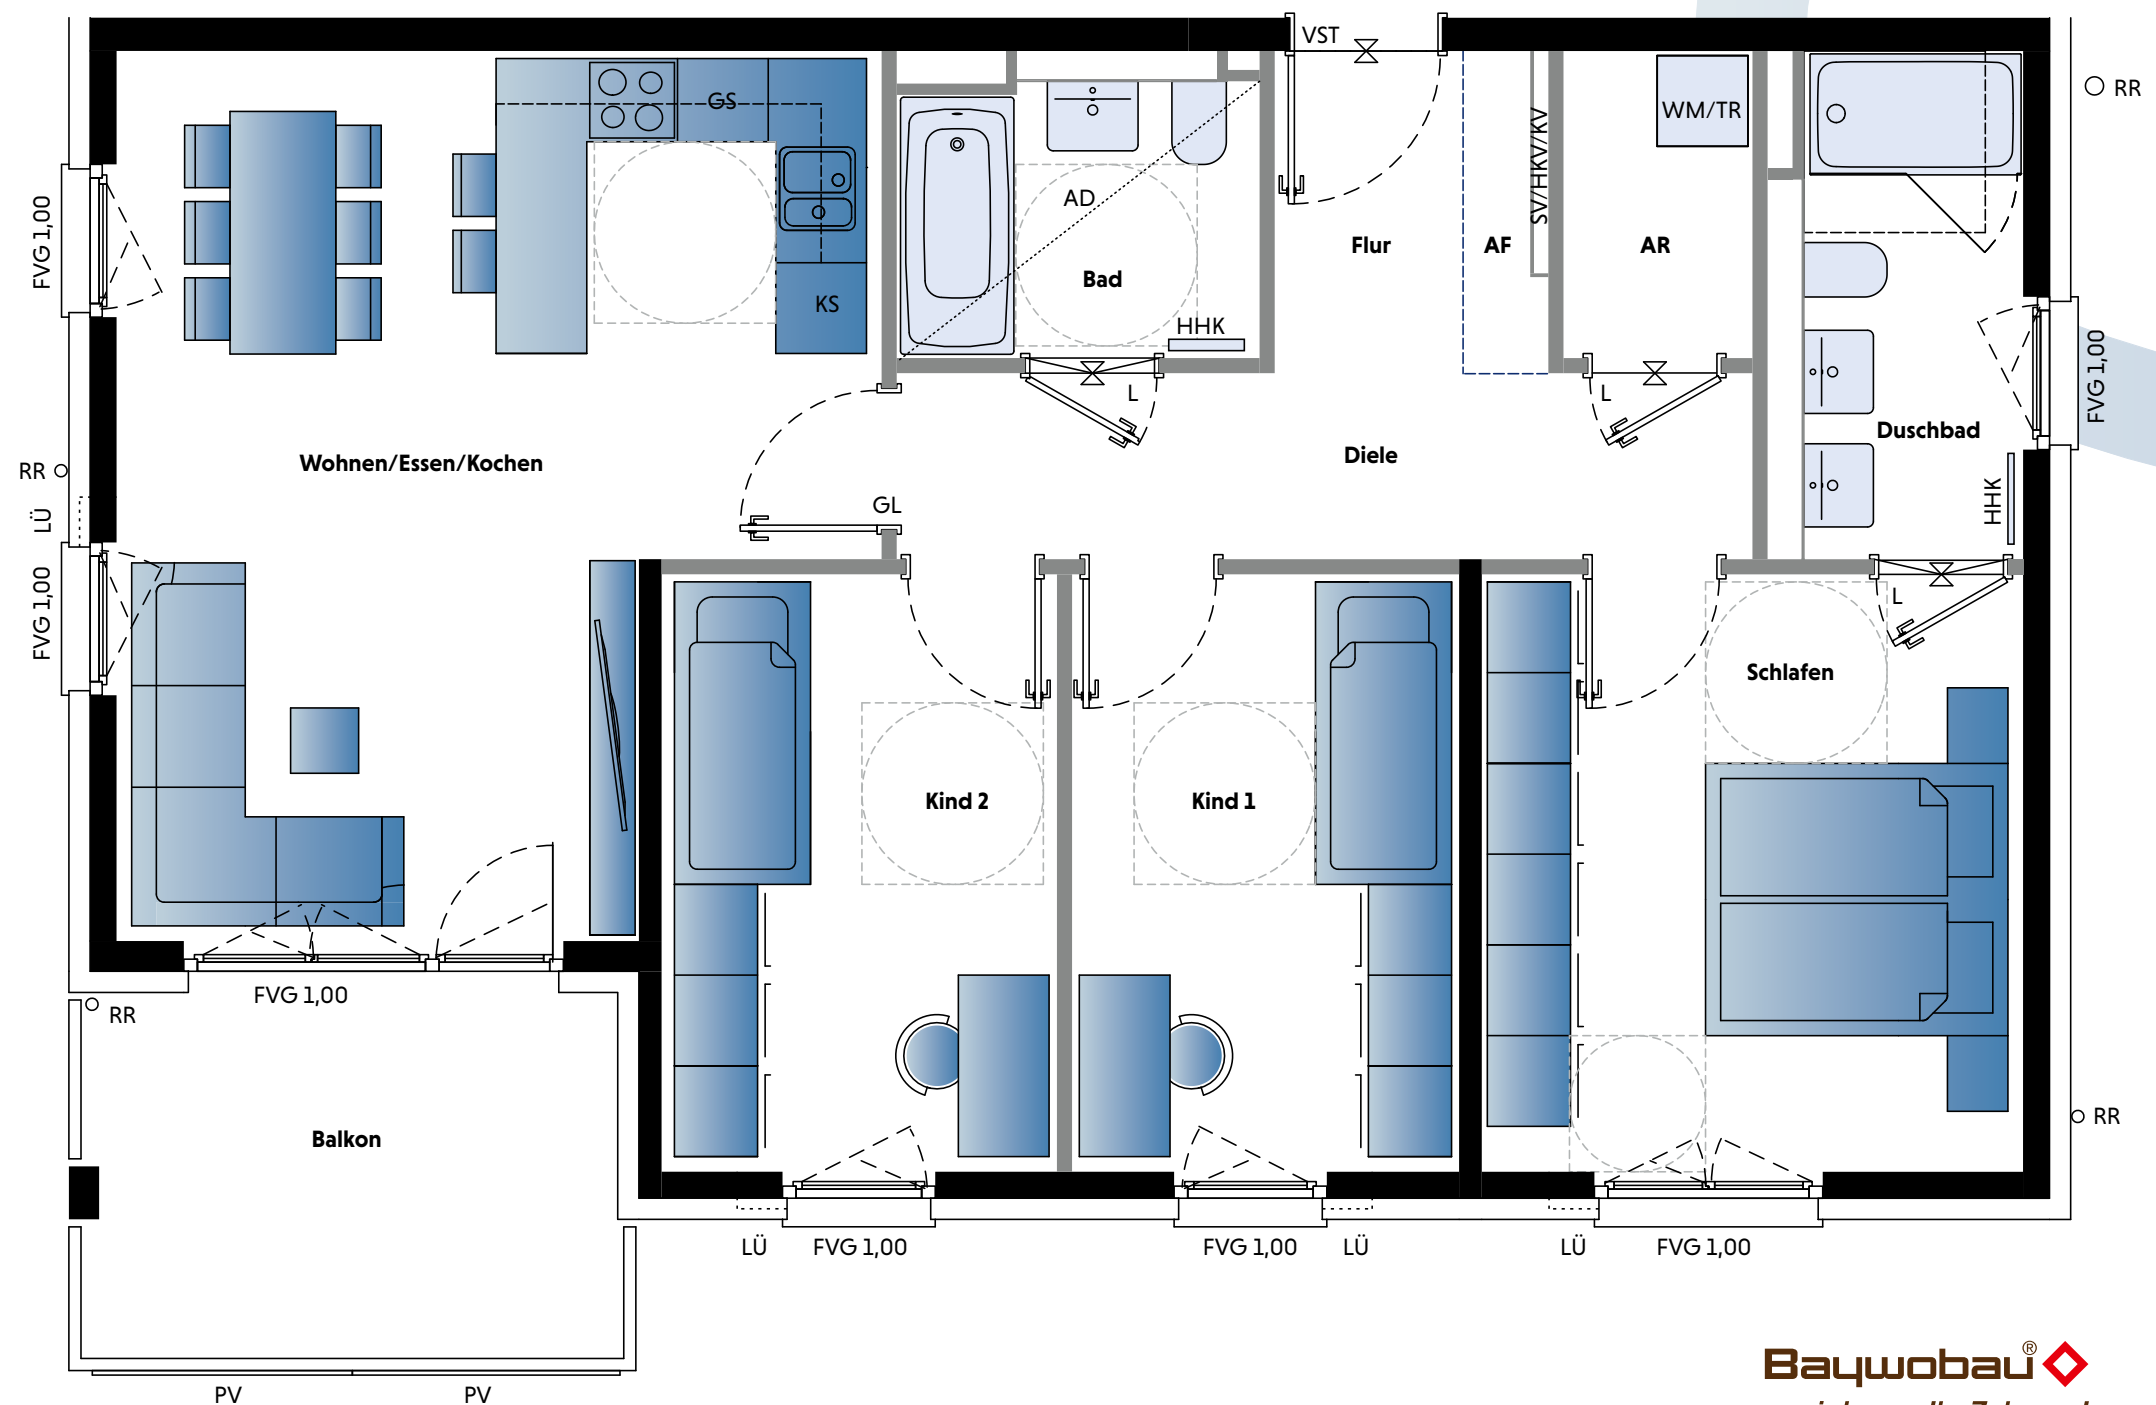 VST
RR
GS
WM/TR
SV/HKV/KV
AD
FVG 1,00
Flur
AF
AR
Bad
KS
HHK
FVG 1,00
L
L
Duschbad
Wohnen/Essen/Kochen
Diele
RR
LÜ
GL
HHK
FVG 1,00
L
Schlafen
Kind 2
Kind 1
FVG 1,00
RR
RR
Balkon
LÜ
FVG 1,00
FVG 1,00
LÜ
LÜ
FVG 1,00
Baywobau®
PV
PV